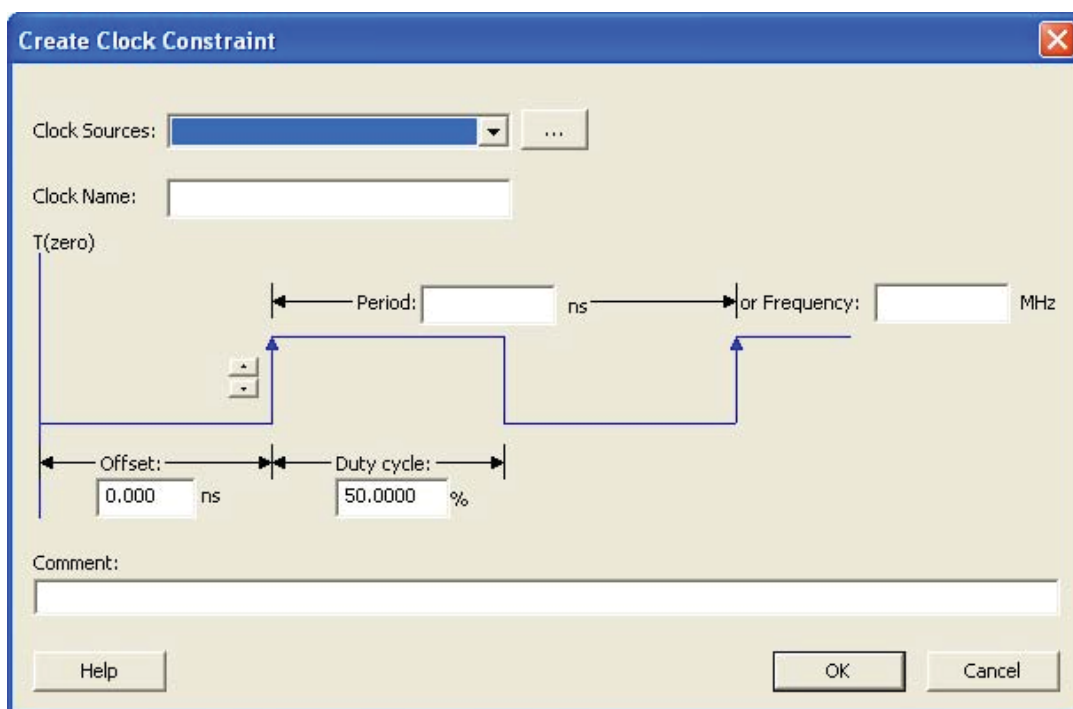 Create Clock Constraint
Clock Sources:
...
Clock Name:
T(zero)
Period: ns or Frequency: MHz
Offset: Duty cycle:
0.000 ns 50.0000 %
Comment:
Help OK Cancel